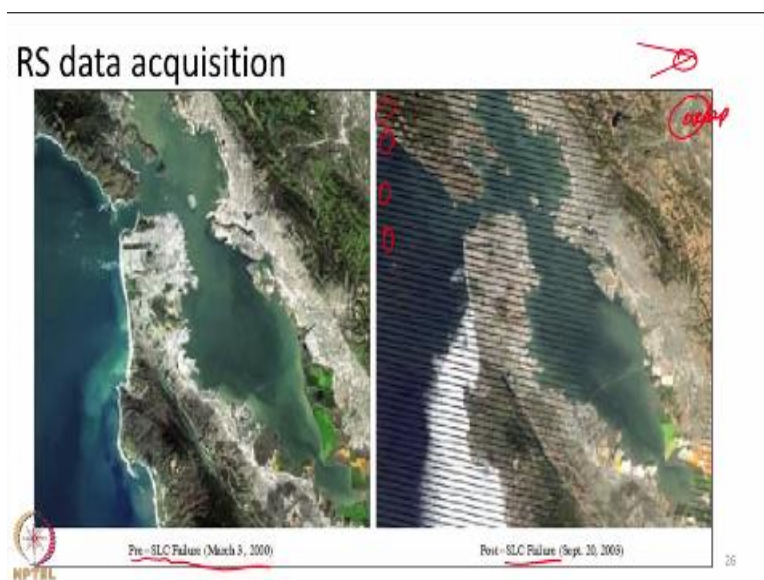 RS data acquisition
Pre-SLC Failure (March 3, 2000)
Post-SLC Failure (Sept. 20, 2003)
26
NPTEL